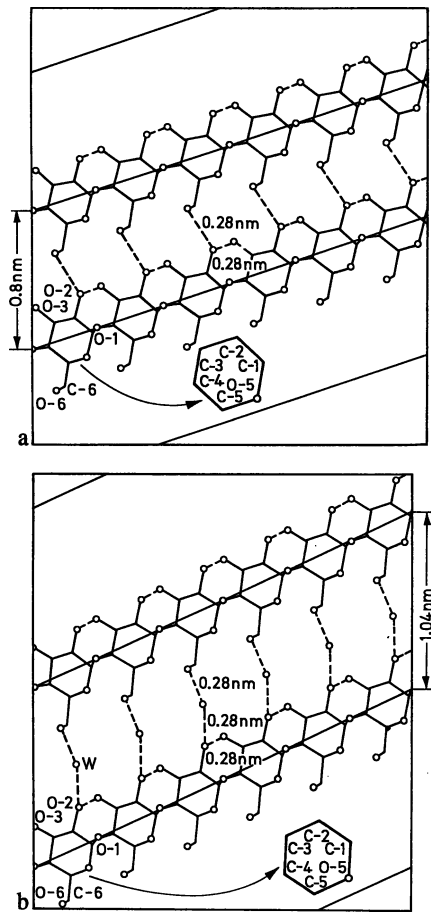 0.28nm
0.28nm
0.8nm
O-2
O-3
O-1
C-6
O-6
C-2
C-3 C-1
C-4 O-5
C-5
a
1.04nm
0.28nm
0.28nm
0.28nm
W
O-2
O-3
O-1
O-6 C-6
C-2
C-3 C-1
C-4 O-5
C-5
b